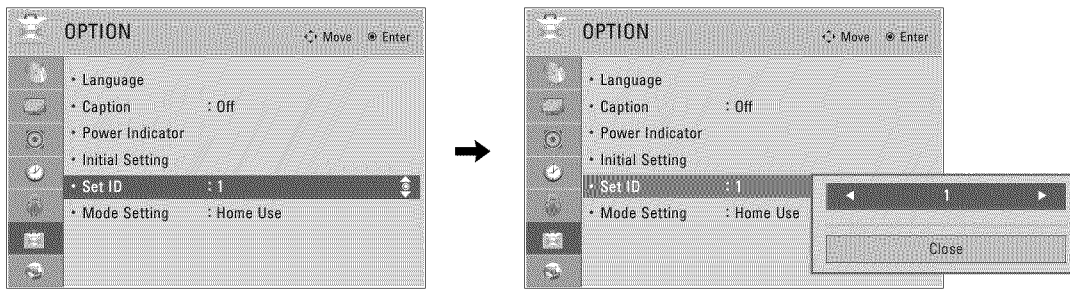 OPTION
Move Enter
• Language
• Caption : Off
• Power Indicator
• Initial Setting
• Set ID : 1
• Mode Setting : Home Use
OPTION
Move Enter
• Language
• Caption : Off
• Power Indicator
• Initial Setting
• Set ID : 1
• Mode Setting : Home Use
1
Close